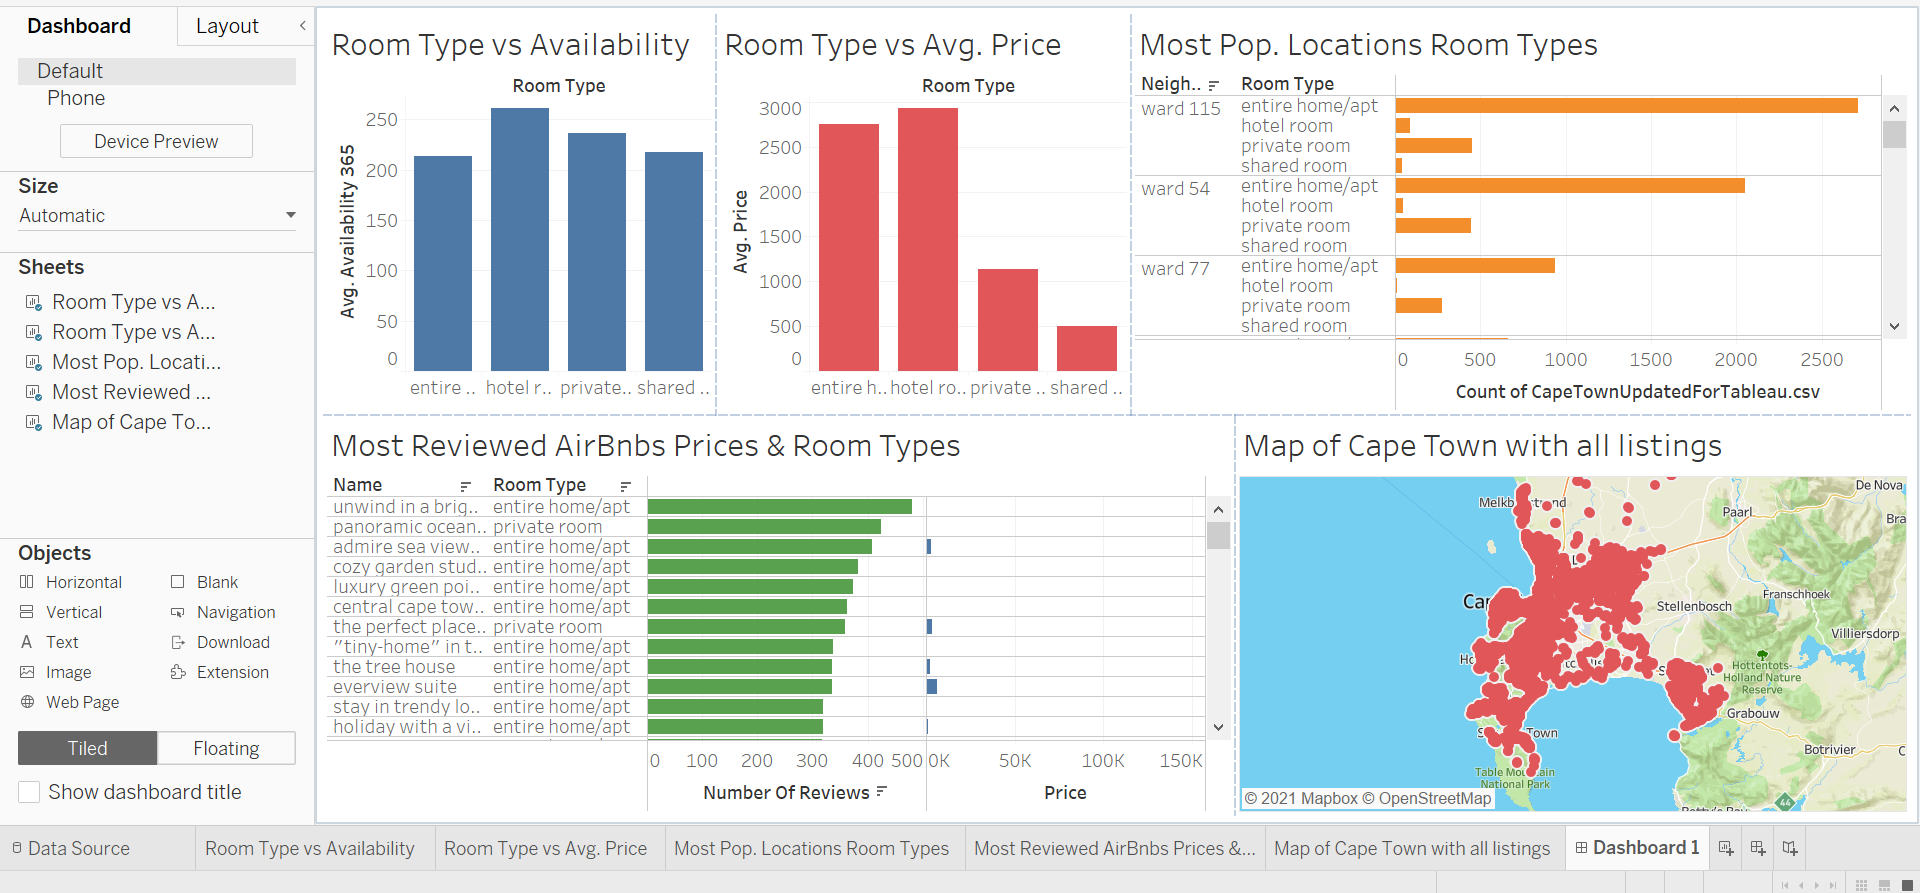 Dashboard
Layout
Default
Phone
Device Preview
Size
Automatic
Sheets
Room Type vs A...
Room Type vs A...
Most Pop. Locati...
Most Reviewed ...
Map of Cape To...
Objects
Horizontal
Blank
Vertical
Navigation
Text
Download
Image
Extension
Web Page
Tiled
Floating
Show dashboard title
Room Type vs Availability
Room Type
Avg. Availability 365
250
200
150
100
50
0
entire .. hotel r.. private.. shared ..
Room Type vs Avg. Price
Room Type
Avg. Price
3000
2500
2000
1500
1000
500
0
entire h.. hotel ro.. private .. shared ..
Most Pop. Locations Room Types
Neigh.. Room Type
ward 115 entire home/apt
hotel room
private room
shared room
ward 54 entire home/apt
hotel room
private room
shared room
ward 77 entire home/apt
hotel room
private room
shared room
0 500 1000 1500 2000 2500
Count of CapeTownUpdatedForTableau.csv
Most Reviewed AirBnbs Prices & Room Types
Name Room Type
unwind in a brig.. entire home/apt
panoramic ocean.. private room
admire sea view.. entire home/apt
cozy garden stud.. entire home/apt
luxury green poi.. entire home/apt
central cape tow.. entire home/apt
the perfect place.. private room
"tiny-home" in t.. entire home/apt
the tree house entire home/apt
everview suite entire home/apt
stay in trendy lo.. entire home/apt
holiday with a vi.. entire home/apt
0 100 200 300 400 500 0K 50K 100K 150K
Number Of Reviews Price
Map of Cape Town with all listings
De Nova
Paarl
Bra
Franschhoek
Stellenbosch
Villiersdorp
Hottentots-
Holland Nature
Reserve
Grabouw
Town
Botrivier
National Park
44
© 2021 Mapbox © OpenStreetMap
Data Source
Room Type vs Availability
Room Type vs Avg. Price
Most Pop. Locations Room Types
Most Reviewed AirBnbs Prices &...
Map of Cape Town with all listings
Dashboard 1